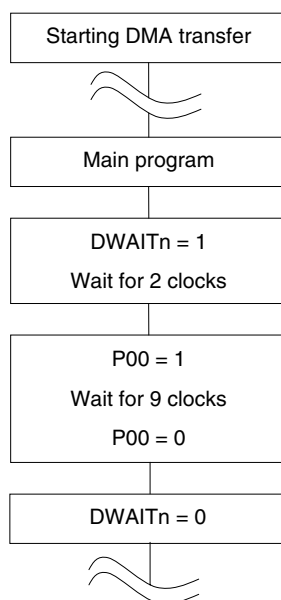 Starting DMA transfer
Main program
DWAITn = 1
Wait for 2 clocks
P00 = 1
Wait for 9 clocks
P00 = 0
DWAITn = 0